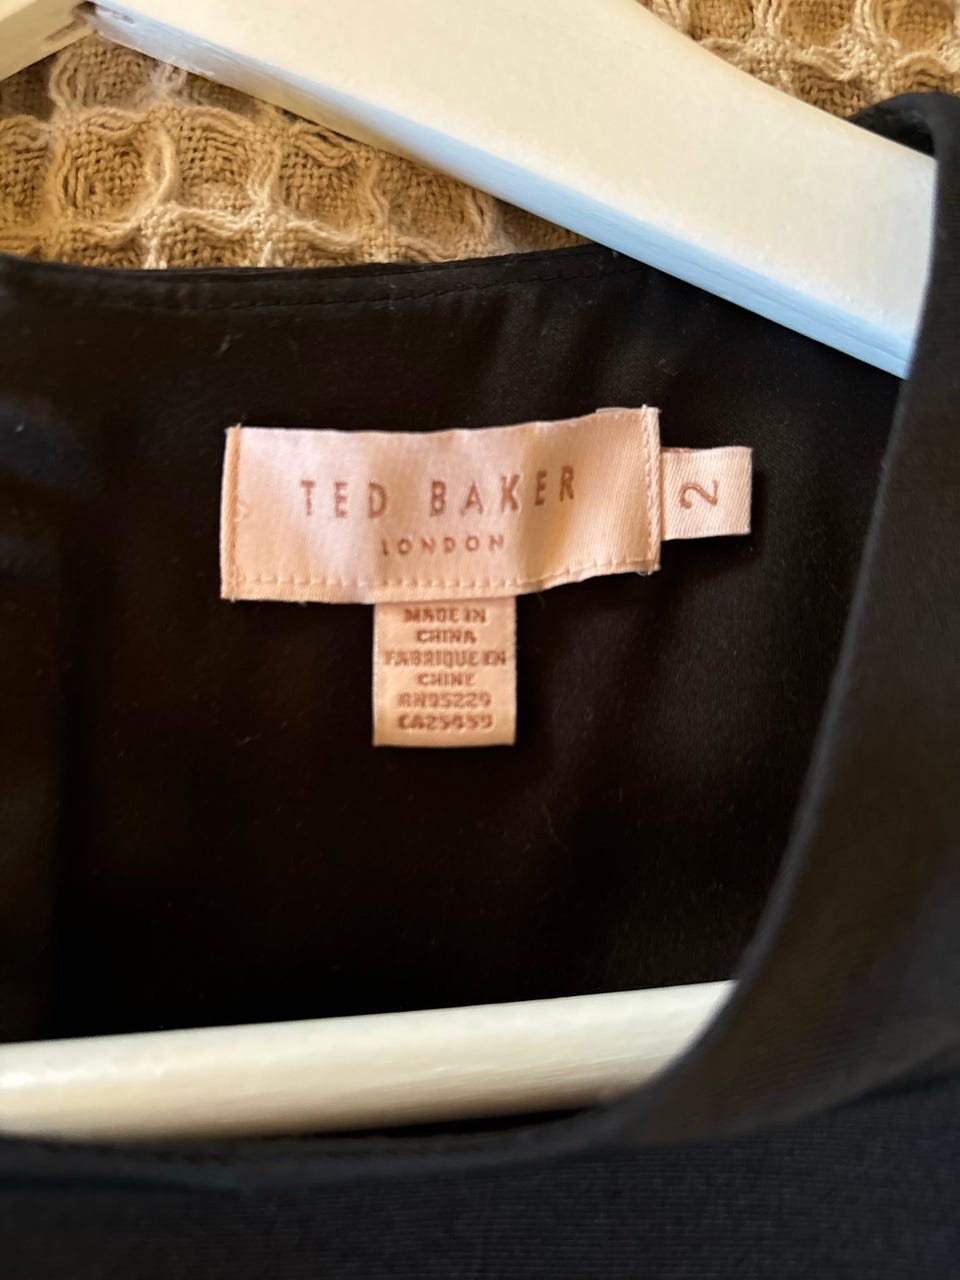 TED BAKER
LONDON
2
MADE IN
CHINA
FABRIQUE EN
CHINE
RN95229
CA25459